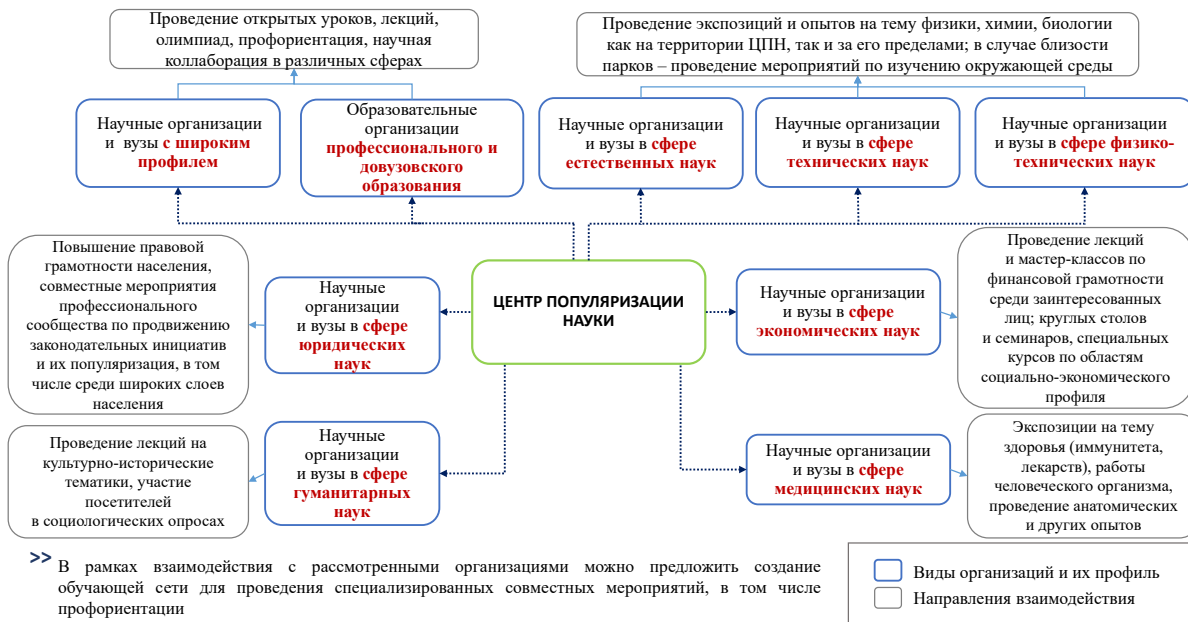 Проведение открытых уроков, лекций,
олимпиад, профориентация, научная
коллаборация в различных сферах
Проведение экспозиций и опытов на тему физики, химии, биологии
как на территории ЦПН, так и за его пределами; в случае близости
парков – проведение мероприятий по изучению окружающей среды
Научные организации
и вузы с широким
профилем
Образовательные
организации
профессионального и
довузовского
образования
Научные организации
и вузы в сфере
естественных наук
Научные организации
и вузы в сфере
технических наук
Научные организации
и вузы в сфере физико-
технических наук
Повышение правовой
грамотности населения,
совместные мероприятия
профессионального
сообщества по продвижению
законодательных инициатив
и их популяризация, в том
числе среди широких слоев
населения
Научные
организации
и вузы в сфере
юридических
наук
ЦЕНТР ПОПУЛЯРИЗАЦИИ
НАУКИ
Научные организации
и вузы в сфере
экономических наук
Проведение лекций
и мастер-классов по
финансовой грамотности
среди заинтересованных
лиц; круглых столов
и семинаров, специальных
курсов по областям
социально-экономического
профиля
Проведение лекций на
культурно-исторические
тематики, участие
посетителей
в социологических опросах
Научные
организации
и вузы в сфере
гуманитарных
наук
Научные организации
и вузы в сфере
медицинских наук
Экспозиции на тему
здоровья (иммунитета,
лекарств), работы
человеческого организма,
проведение анатомических
и других опытов
>> В рамках взаимодействия с рассмотренными организациями можно предложить создание
обучающей сети для проведения специализированных совместных мероприятий, в том числе
профориентации
Виды организаций и их профиль
Направления взаимодействия